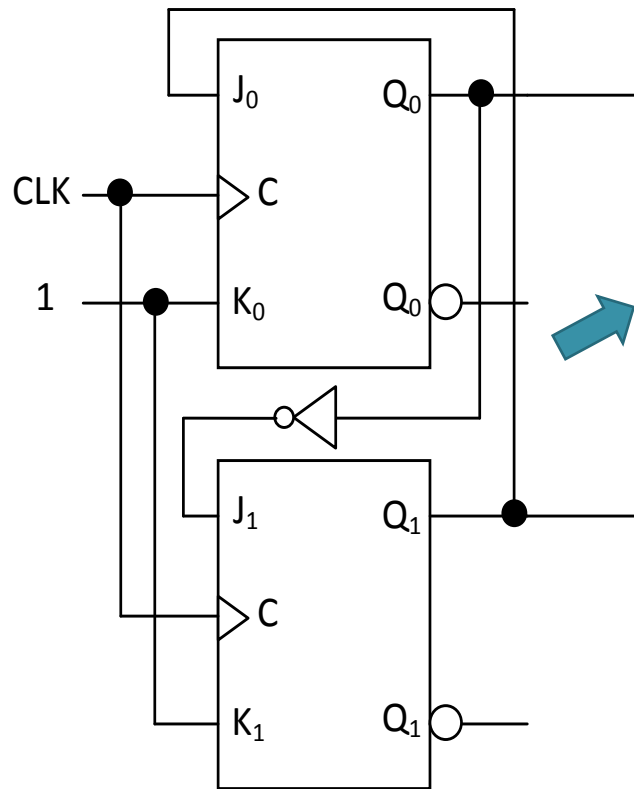 J₀ Q₀
CLK C
1 K₀ Q₀
J₁ Q₁
C
K₁ Q₁